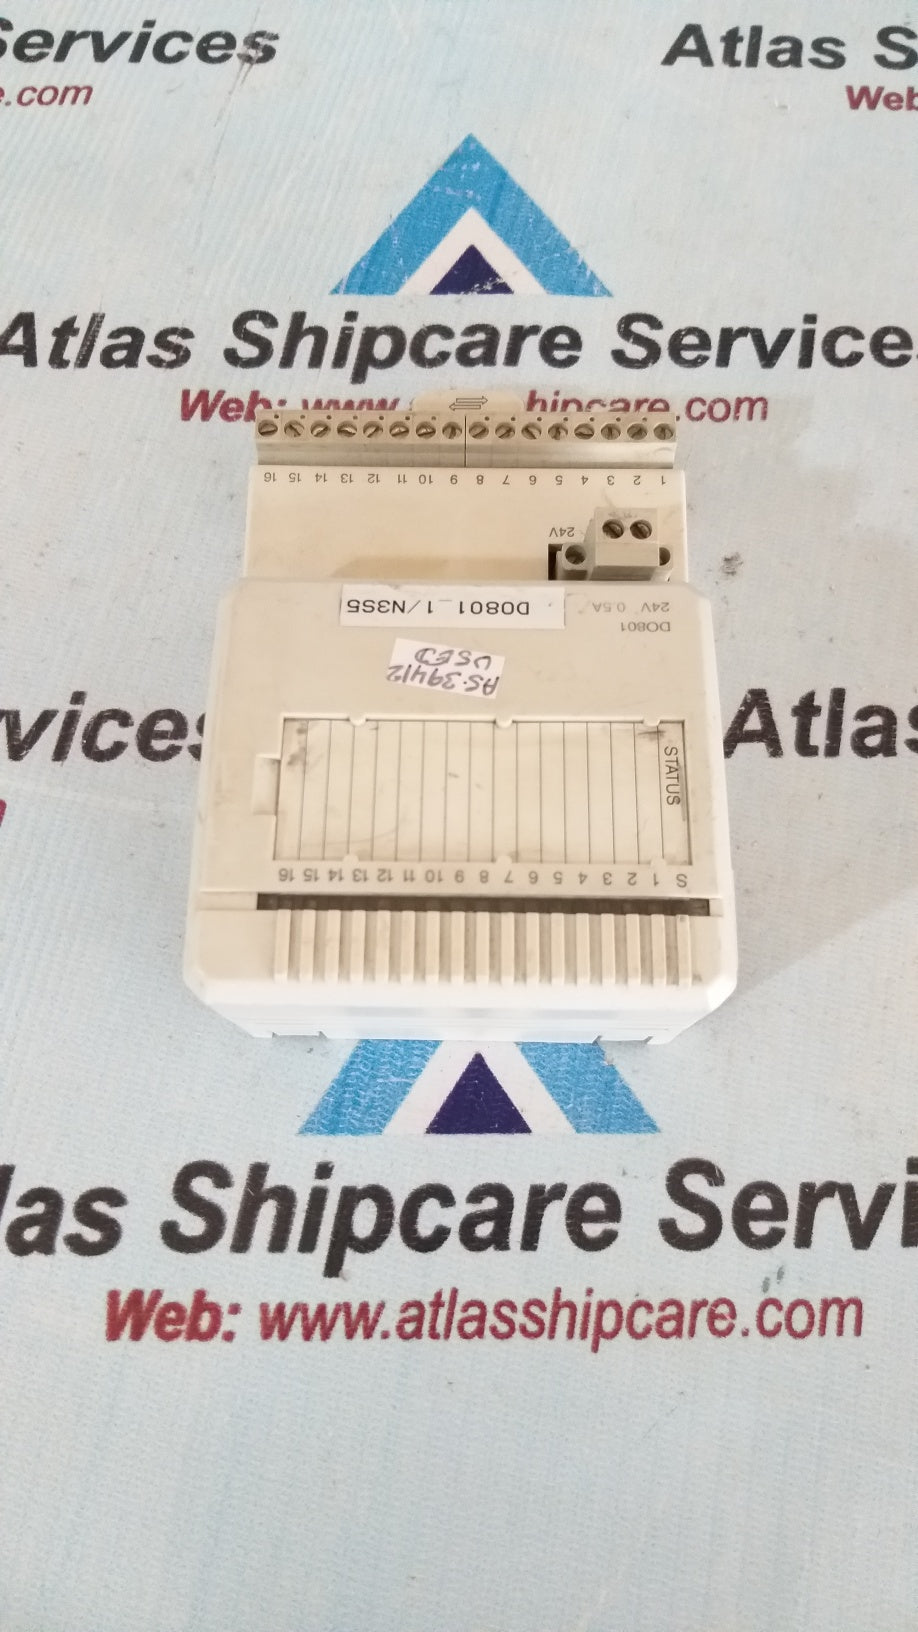 Services
Atlas S
.com
Web
Atlas Shipcare Service
Web: www. shipcare.com
16 15 14 13 12 11 10 9 8 7 6 5 4 3 2 1
24V
DO801_1/N3S5
24V 0.5A
DO801
AS-39412
USED
vices
Atlas
STATUS
S 1 2 3 4 5 6 7 8 9 10 11 12 13 14 15 16
las Shipcare Servi
Web: www.atlasshipcare.com